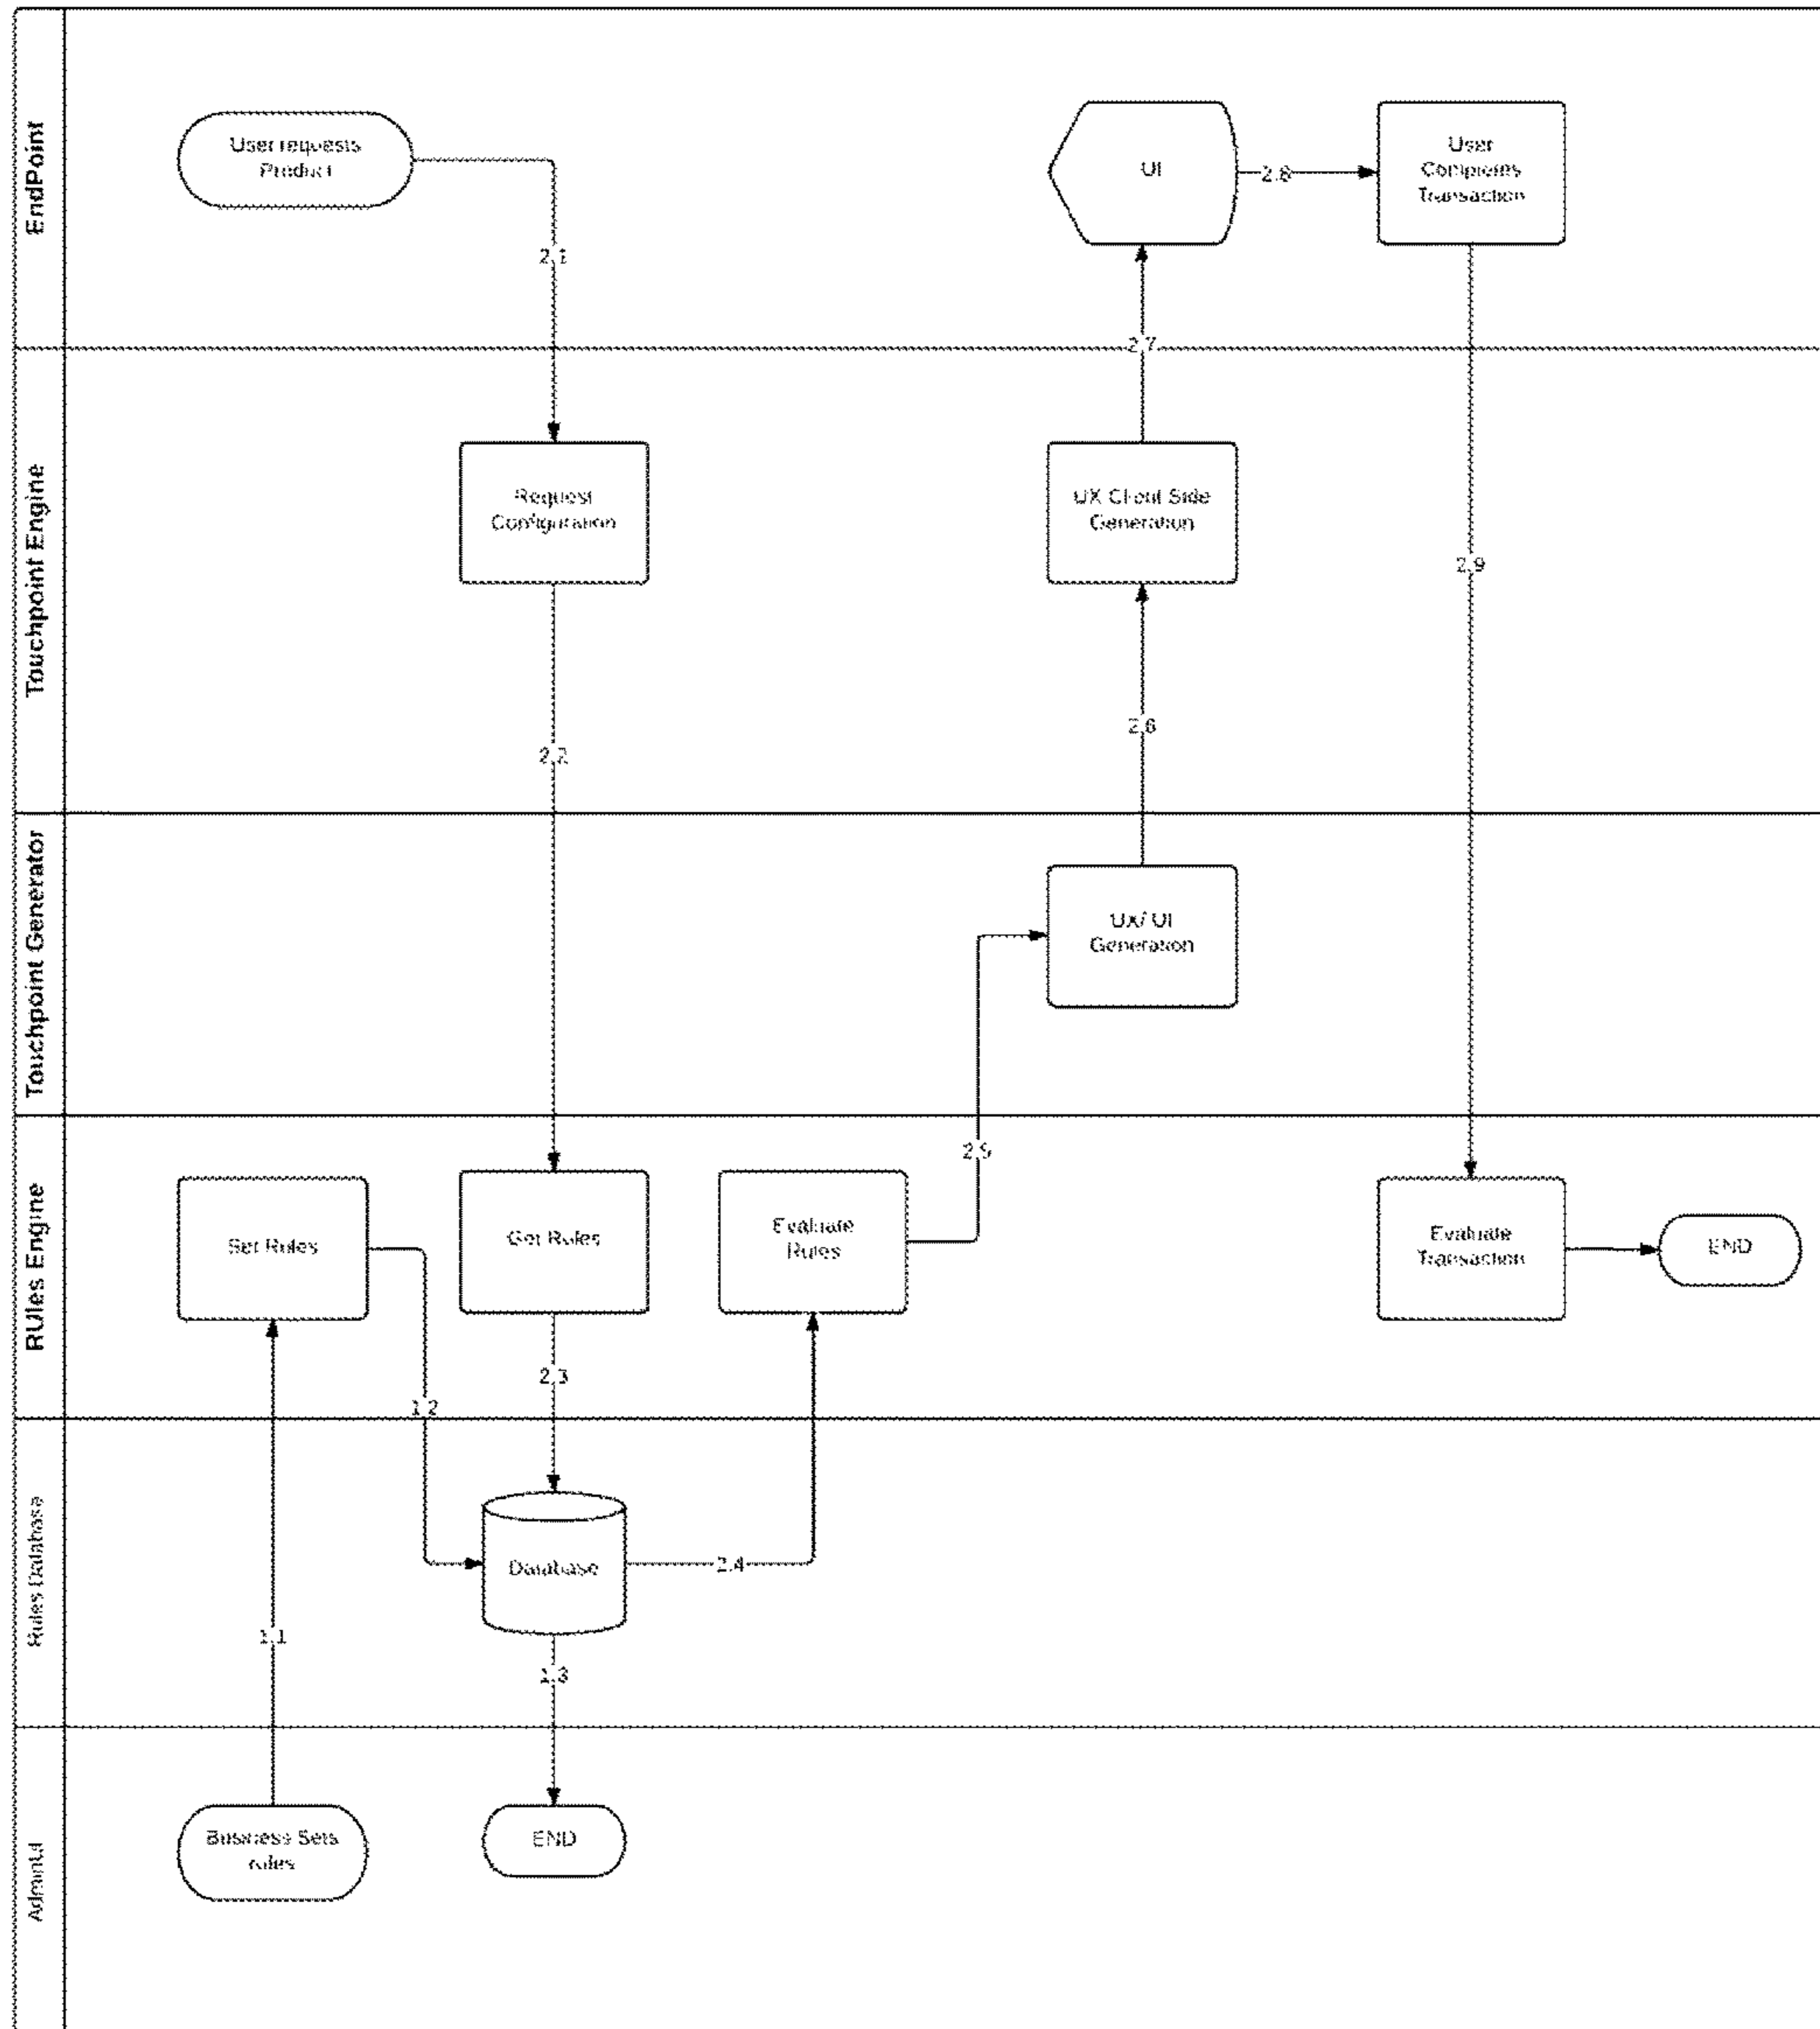 EndPoint
User requests
Product
2.1
UI
2.8
User
Completes
Transaction
2.7
Touchpoint Engine
Request
Configuration
UX Client Side
Generation
2.9
2.6
2.2
Touchpoint Generator
UX/ UI
Generation
RUles Engine
2.5
Set Rules
Get Rules
Evaluate
Rules
Evaluate
Transaction
END
2.3
1.2
Rules Database
Database
2.4
1.1
1.3
AdminUI
Business Sets
rules
END